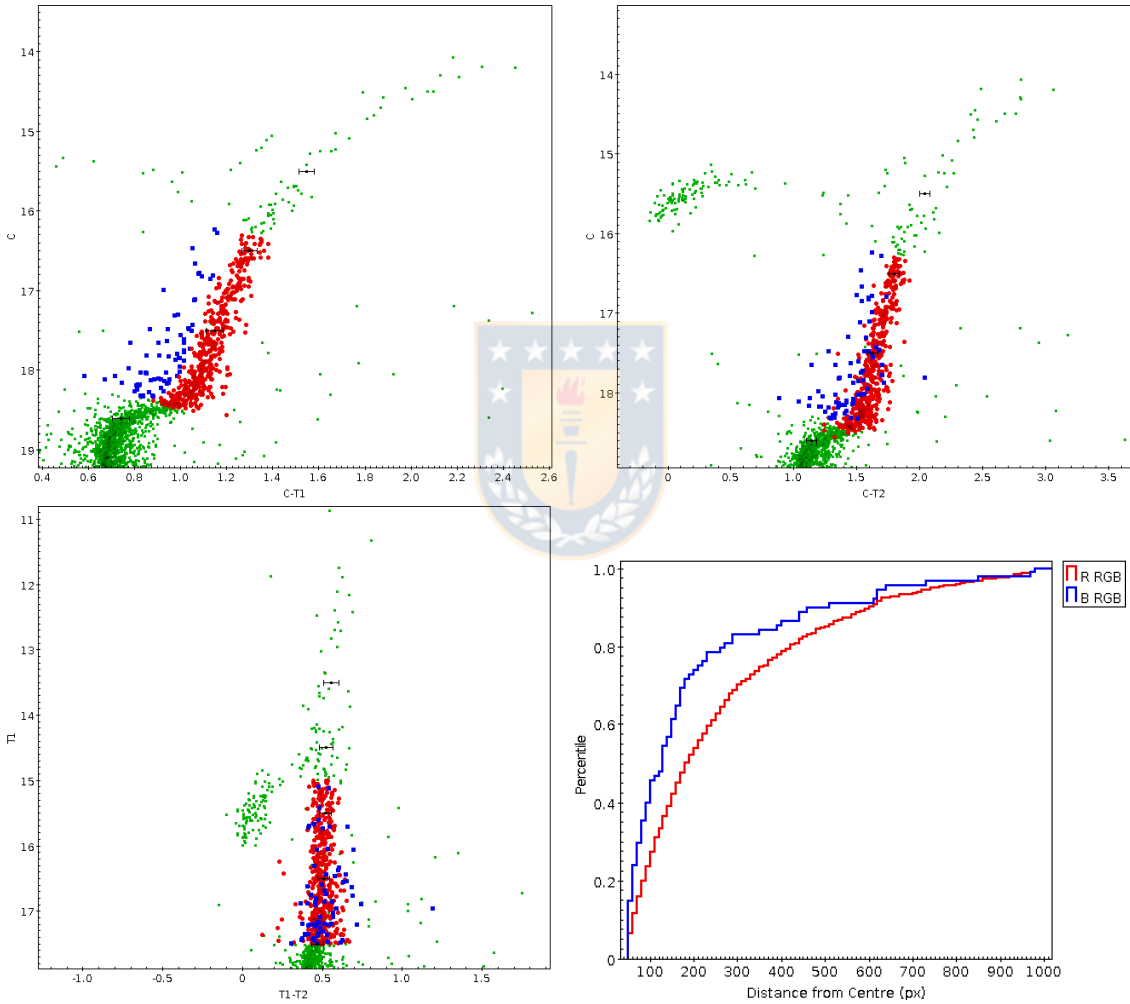 14
15
16
17
18
19
C
0.4 0.6 0.8 1.0 1.2 1.4 1.6 1.8 2.0 2.2 2.4 2.6
C-T1
14
15
16
17
18
C
0 0.5 1.0 1.5 2.0 2.5 3.0 3.5
C-T2
11
12
13
14
15
16
17
T1
-1.0 -0.5 0 0.5 1.0 1.5
T1-T2
1.0
0.8
0.6
0.4
0.2
0
Percentile
100 200 300 400 500 600 700 800 900 1000
Distance from Centre (px)
R RGB
B RGB